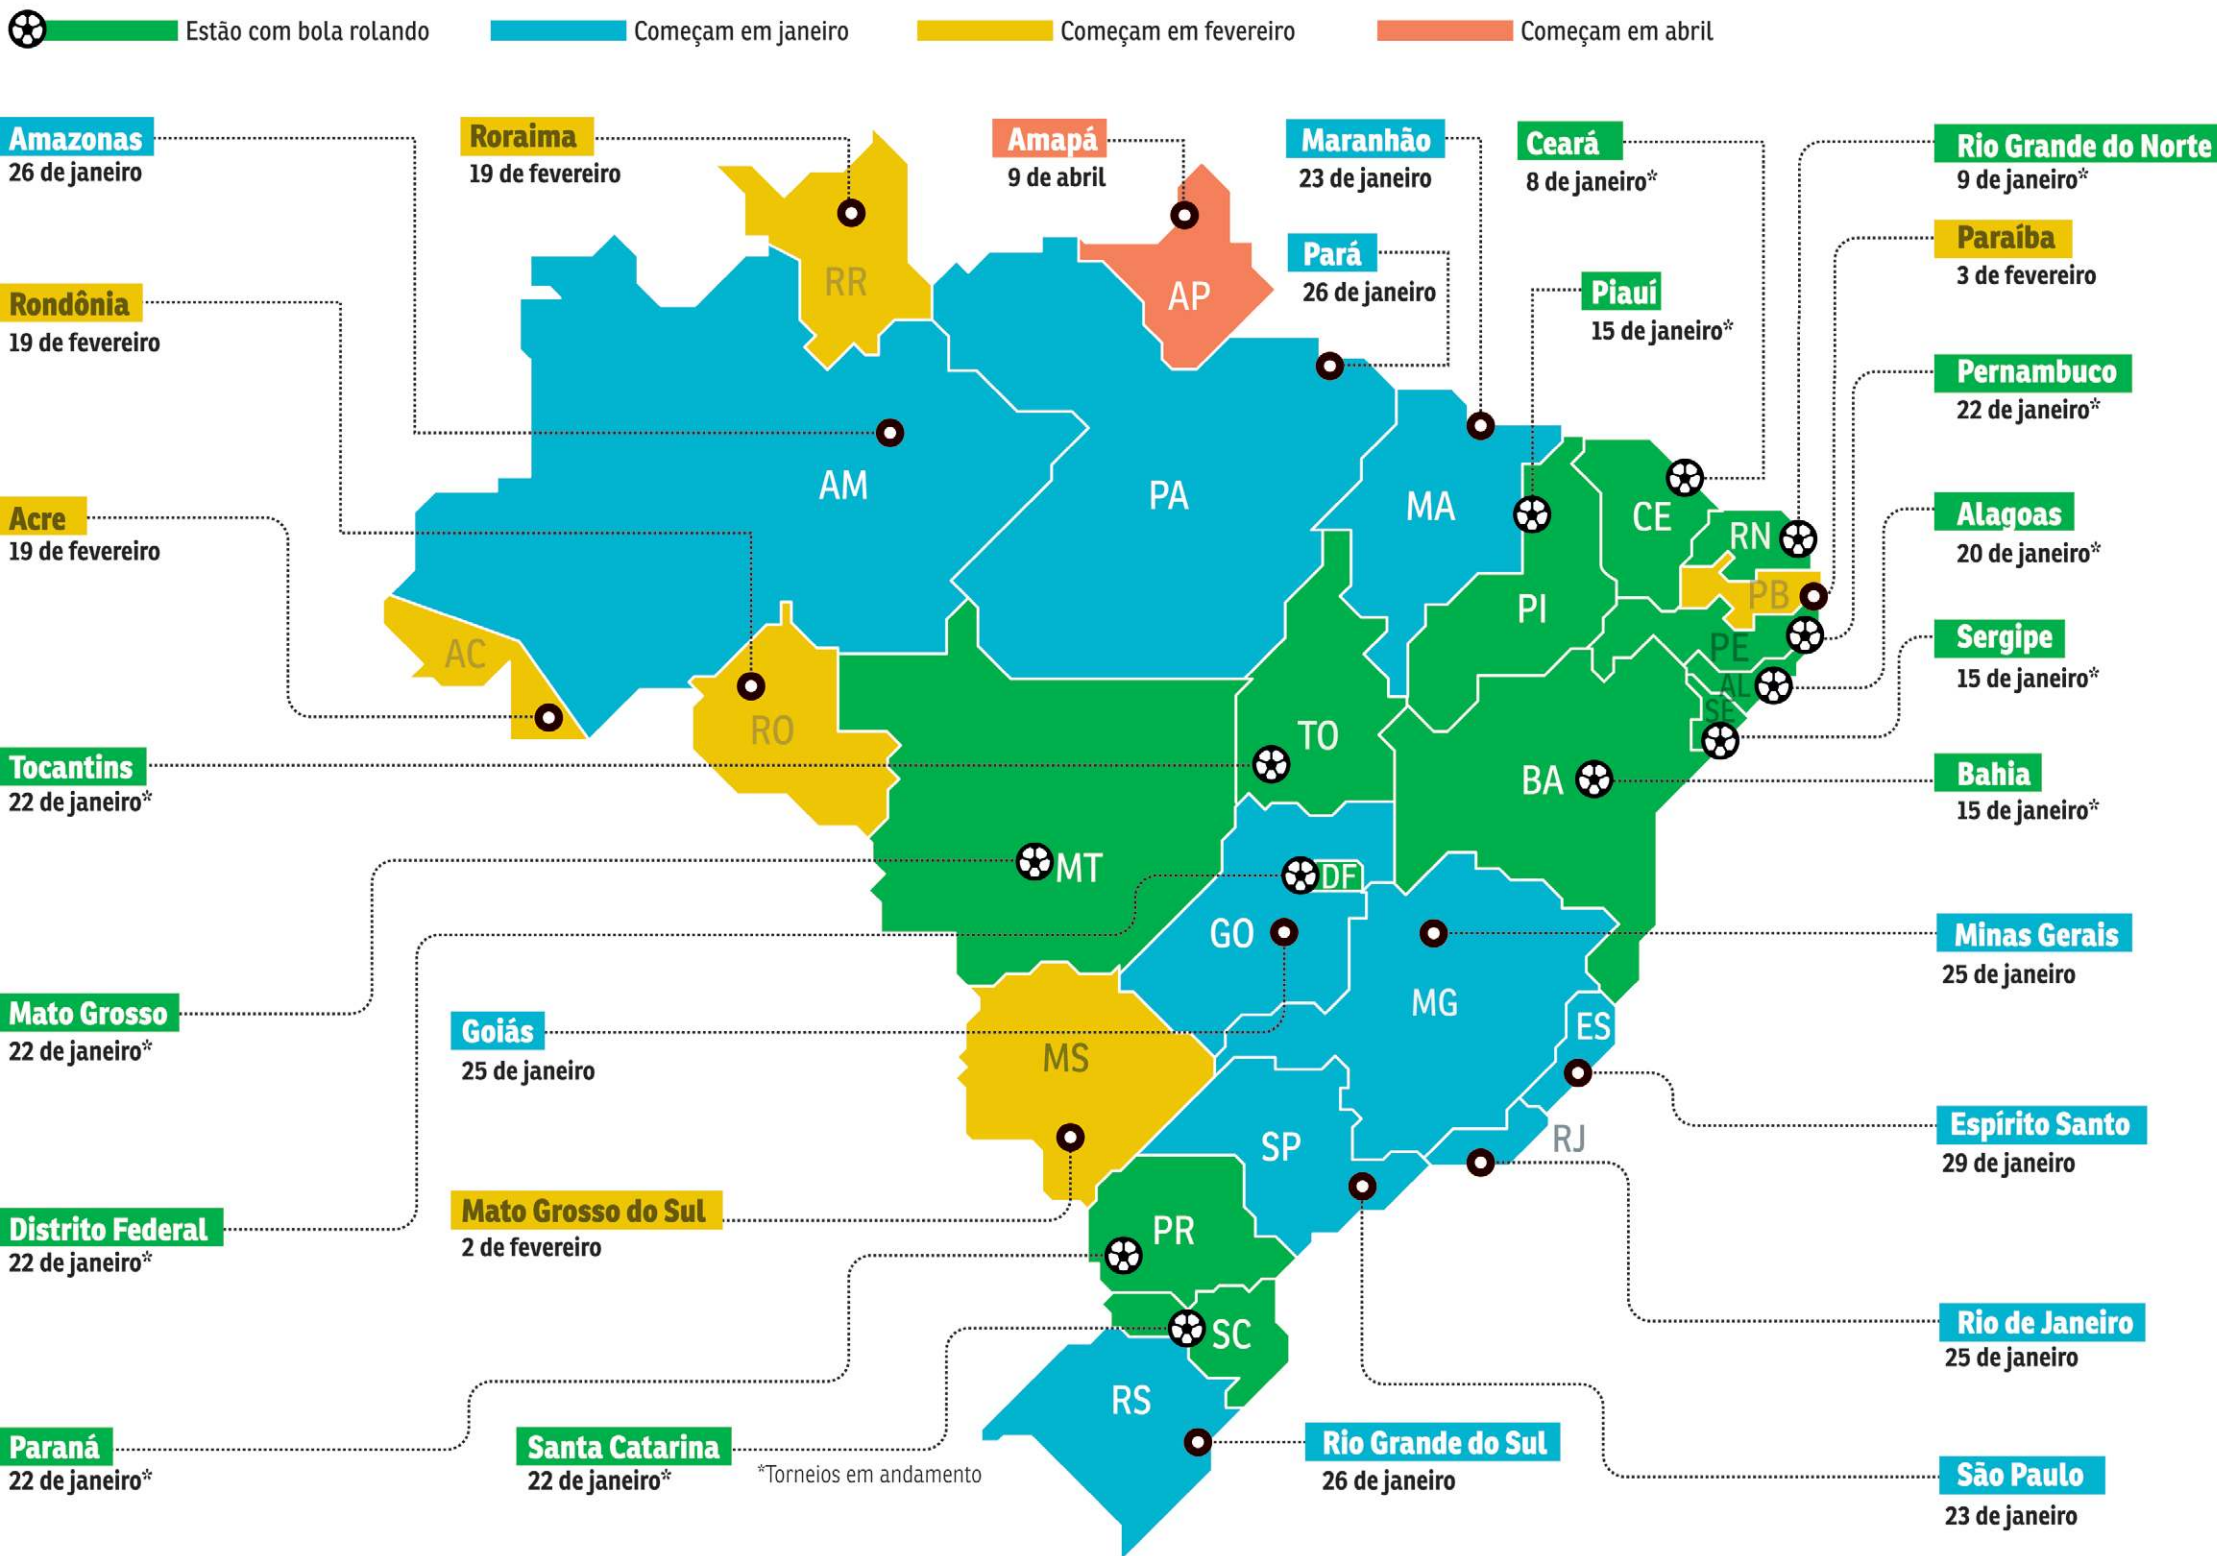 Estão com bola rolando
Começam em janeiro
Começam em fevereiro
Começam em abril
Amazonas
26 de janeiro
Roraima
19 de fevereiro
Amapá
9 de abril
Maranhão
23 de janeiro
Ceará
8 de janeiro*
Rio Grande do Norte
9 de janeiro*
Paraíba
3 de fevereiro
Pará
26 de janeiro
Piauí
15 de janeiro*
Rondônia
19 de fevereiro
Pernambuco
22 de janeiro*
Acre
19 de fevereiro
Alagoas
20 de janeiro*
Sergipe
15 de janeiro*
Tocantins
22 de janeiro*
Bahia
15 de janeiro*
Mato Grosso
22 de janeiro*
Goiás
25 de janeiro
Minas Gerais
25 de janeiro
Espírito Santo
29 de janeiro
Distrito Federal
22 de janeiro*
Mato Grosso do Sul
2 de fevereiro
Rio de Janeiro
25 de janeiro
Paraná
22 de janeiro*
Santa Catarina
22 de janeiro*
*Torneios em andamento
Rio Grande do Sul
26 de janeiro
São Paulo
23 de janeiro
RR
AP
AM
PA
MA
CE
RN
PB
PI
PE
AL
SE
AC
RO
TO
BA
MT
DF
GO
MG
ES
MS
SP
RJ
PR
SC
RS